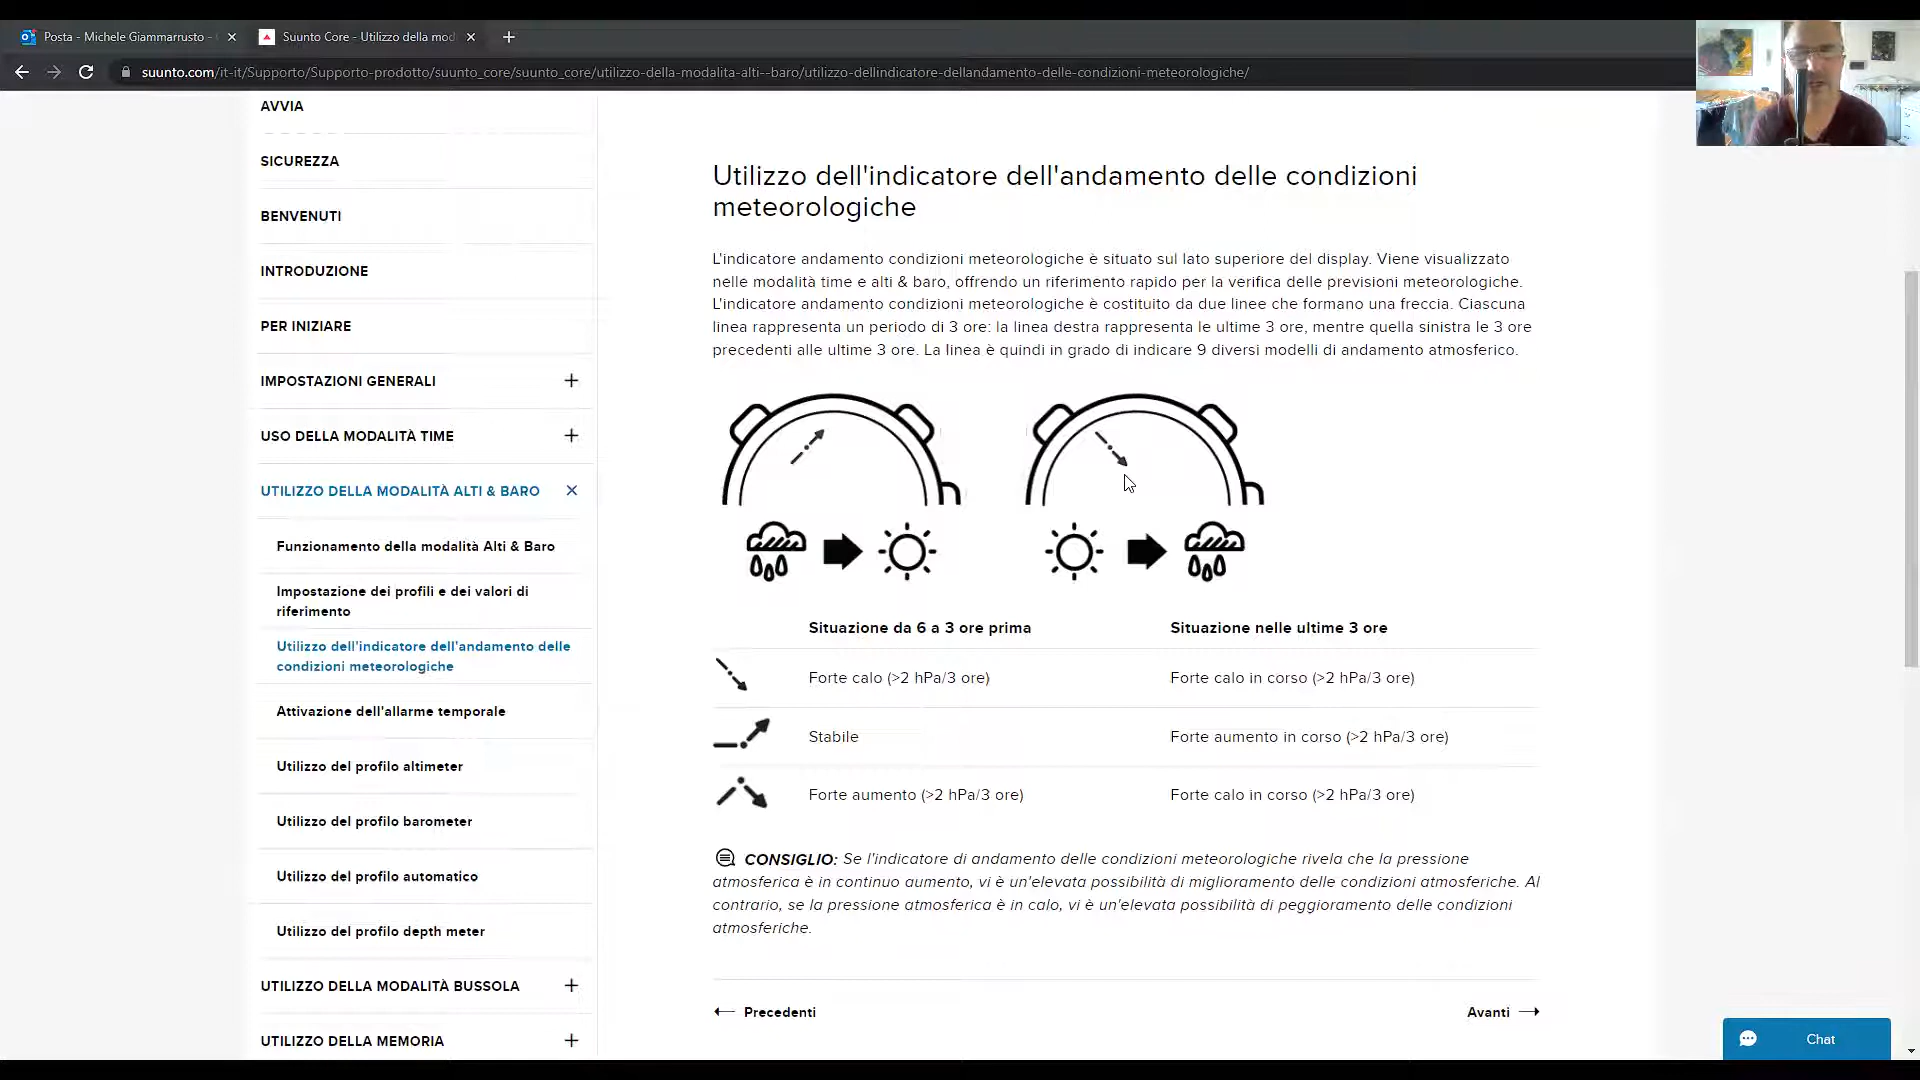 Posta - Michele Giammarrusto -
Suunto Core - Utilizzo della mod
suunto.com/it-it/Supporto/Supporto-prodotto/suunto_core/suunto_core/utilizzo-della-modalita-alti--baro/utilizzo-dellindicatore-dellandamento-delle-condizioni-meteorologiche/
AVVIA
SICUREZZA
BENVENUTI
INTRODUZIONE
PER INIZIARE
IMPOSTAZIONI GENERALI
USO DELLA MODALITÀ TIME
UTILIZZO DELLA MODALITÀ ALTI & BARO
Funzionamento della modalità Alti & Baro
Impostazione dei profili e dei valori di
riferimento
Utilizzo dell'indicatore dell'andamento delle
condizioni meteorologiche
Attivazione dell'allarme temporale
Utilizzo del profilo altimeter
Utilizzo del profilo barometer
Utilizzo del profilo automatico
Utilizzo del profilo depth meter
UTILIZZO DELLA MODALITÀ BUSSOLA
UTILIZZO DELLA MEMORIA
Utilizzo dell'indicatore dell'andamento delle condizioni
meteorologiche
L'indicatore andamento condizioni meteorologiche è situato sul lato superiore del display. Viene visualizzato
nelle modalità time e alti & baro, offrendo un riferimento rapido per la verifica delle previsioni meteorologiche.
L'indicatore andamento condizioni meteorologiche è costituito da due linee che formano una freccia. Ciascuna
linea rappresenta un periodo di 3 ore: la linea destra rappresenta le ultime 3 ore, mentre quella sinistra le 3 ore
precedenti alle ultime 3 ore. La linea è quindi in grado di indicare 9 diversi modelli di andamento atmosferico.
Situazione da 6 a 3 ore prima Situazione nelle ultime 3 ore
Forte calo (>2 hPa/3 ore) Forte calo in corso (>2 hPa/3 ore)
Stabile Forte aumento in corso (>2 hPa/3 ore)
Forte aumento (>2 hPa/3 ore) Forte calo in corso (>2 hPa/3 ore)
CONSIGLIO: Se l'indicatore di andamento delle condizioni meteorologiche rivela che la pressione
atmosferica è in continuo aumento, vi è un'elevata possibilità di miglioramento delle condizioni atmosferiche. Al
contrario, se la pressione atmosferica è in calo, vi è un'elevata possibilità di peggioramento delle condizioni
atmosferiche.
Precedenti Avanti
Chat